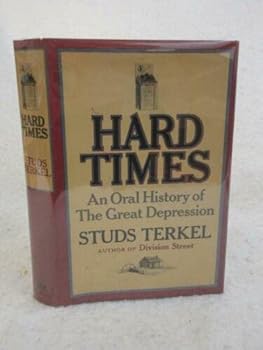 HARD
TIMES
STUDS
TERKEL
HARD
TIMES
An Oral History of
The Great Depression
STUDS TERKEL
AUTHOR OF Division Street